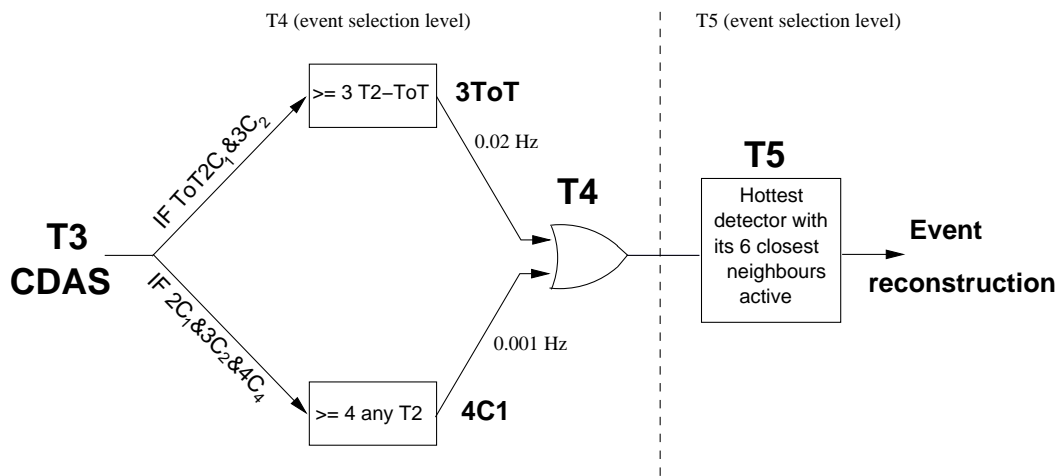 T4 (event selection level)
T5 (event selection level)
>= 3 T2−ToT
3ToT
IF ToT2C₁&3C₂
0.02 Hz
T4
T5
Hottest
detector with
its 6 closest
neighbours
active
T3
CDAS
Event
reconstruction
IF 2C₁&3C₂&4C₄
0.001 Hz
>= 4 any T2
4C1